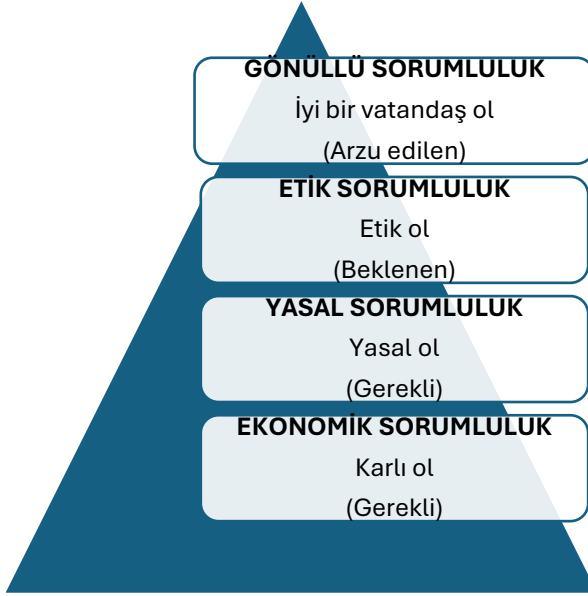 GÖNÜLLÜ SORUMLULUK
İyi bir vatandaş ol
(Arzu edilen)
ETİK SORUMLULUK
Etik ol
(Beklenen)
YASAL SORUMLULUK
Yasal ol
(Gerekli)
EKONOMİK SORUMLULUK
Karlı ol
(Gerekli)